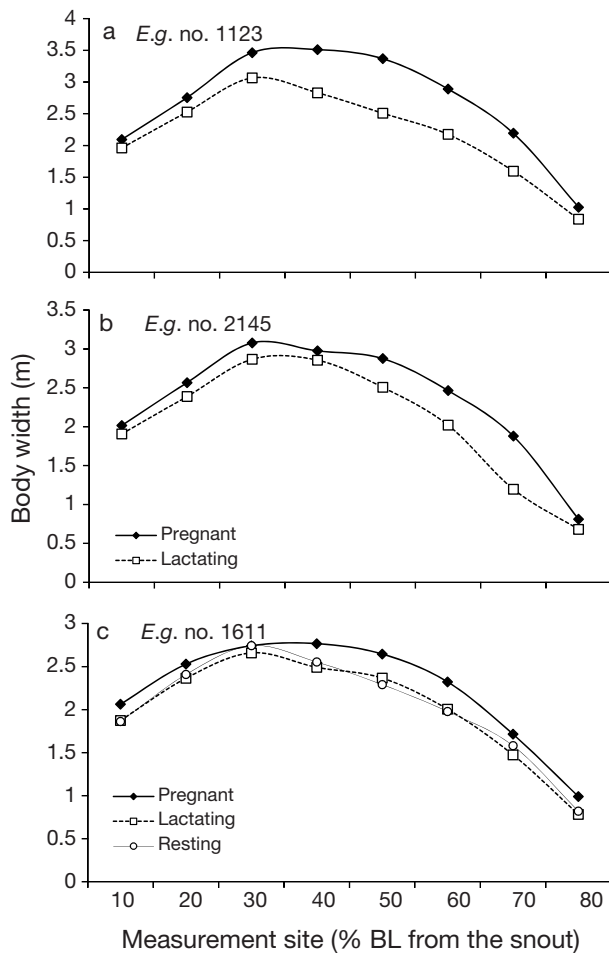 a E.g. no. 1123
4
3.5
3
2.5
2
1.5
1
0.5
0
b E.g. no. 2145
3.5
3
2.5
2
1.5
1
0.5
0
Pregnant
Lactating
Body width (m)
c E.g. no. 1611
3
2.5
2
1.5
1
0.5
0
Pregnant
Lactating
Resting
10 20 30 40 50 60 70 80
Measurement site (% BL from the snout)